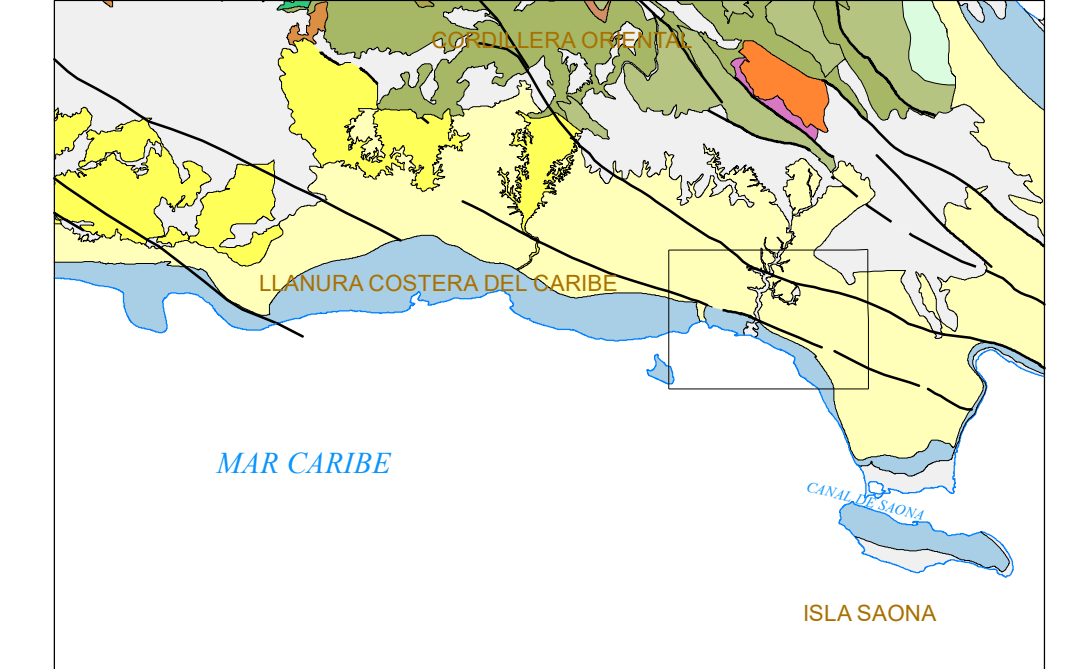 CORDILLERA ORIENTAL
LLANURA COSTERA DEL CARIBE
MAR CARIBE
CANAL DE SAONA
ISLA SAONA